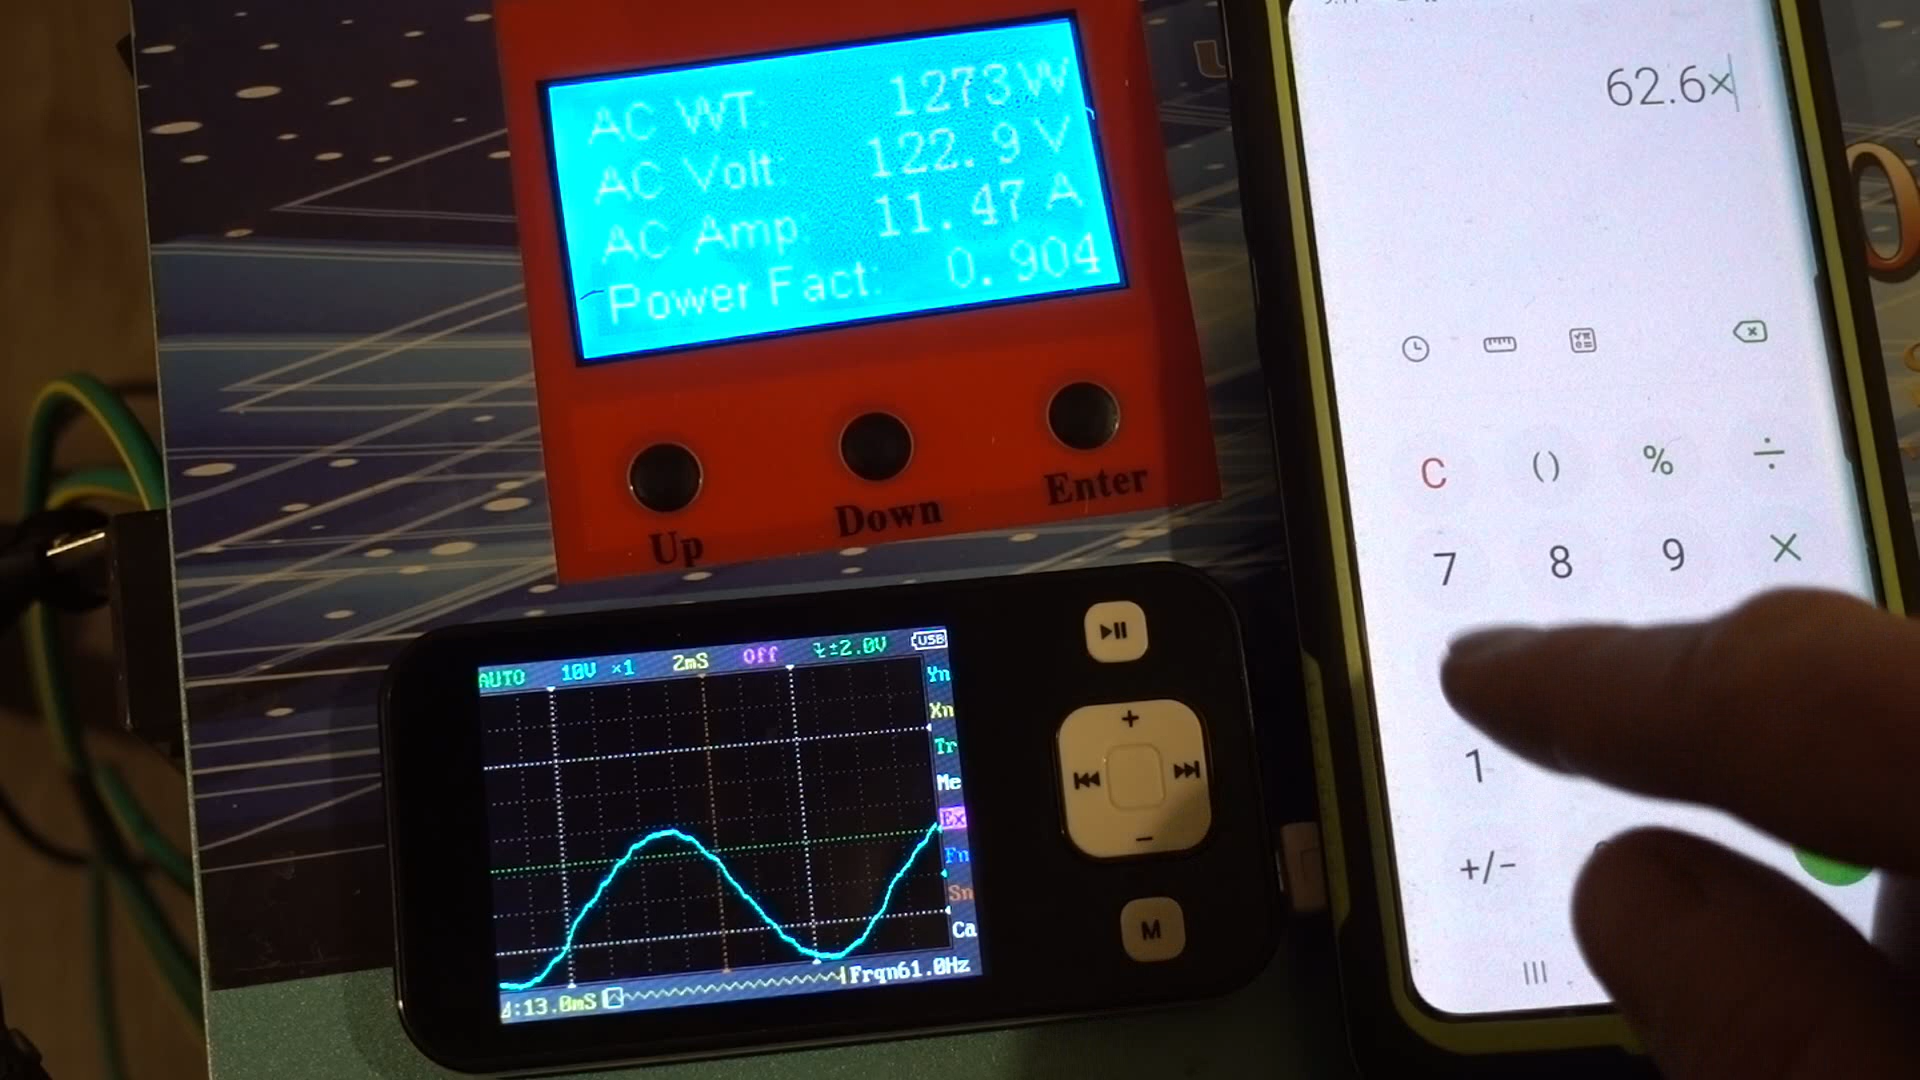 AC WT: 1273W
AC Volt: 122.9 V
AC Amp: 11.47 A
Power Fact: 0.904
Up
Down
Enter
AUTO 10V ×1 2mS Off ±2.0V USB
Yn
Xn
Tr
Me
Ex
Fn
Sn
Ca
Frqn61.0Hz
⊿:13.0mS
M
62.6×
C () % ÷
7 8 9 ×
1
+/−